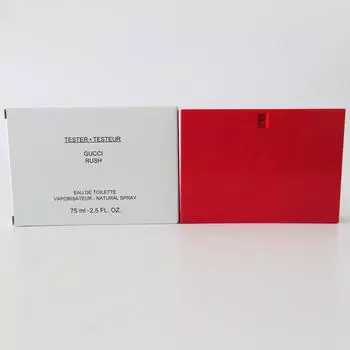 TESTER • TESTEUR
GUCCI
RUSH
EAU DE TOILETTE
VAPORISATEUR - NATURAL SPRAY
75 ml - 2.5 FL. OZ.